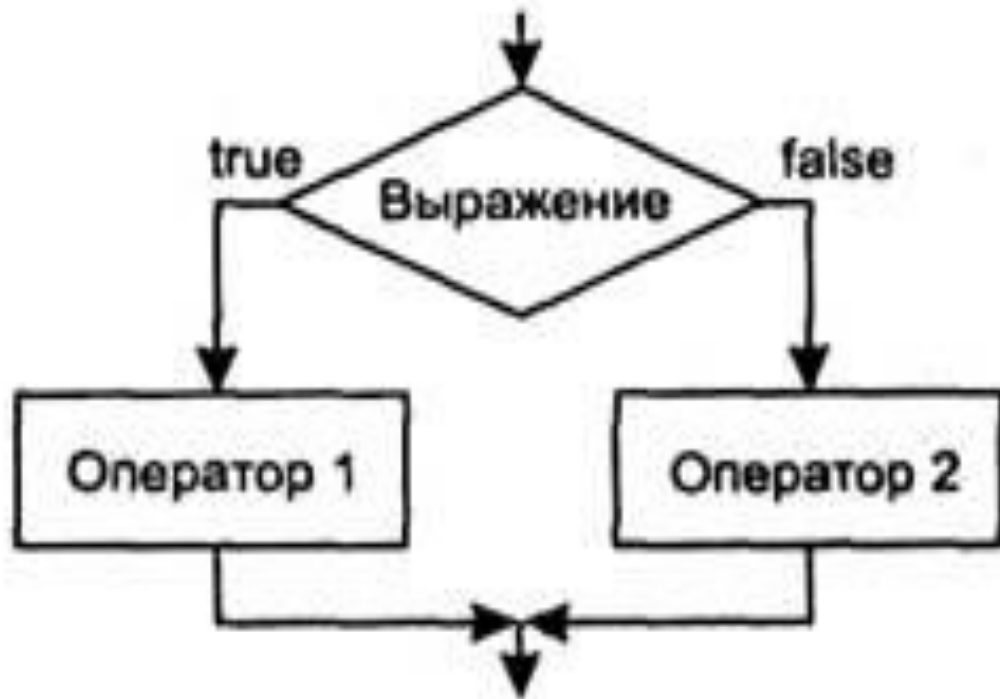 true
false
Выражение
Оператор 1
Оператор 2